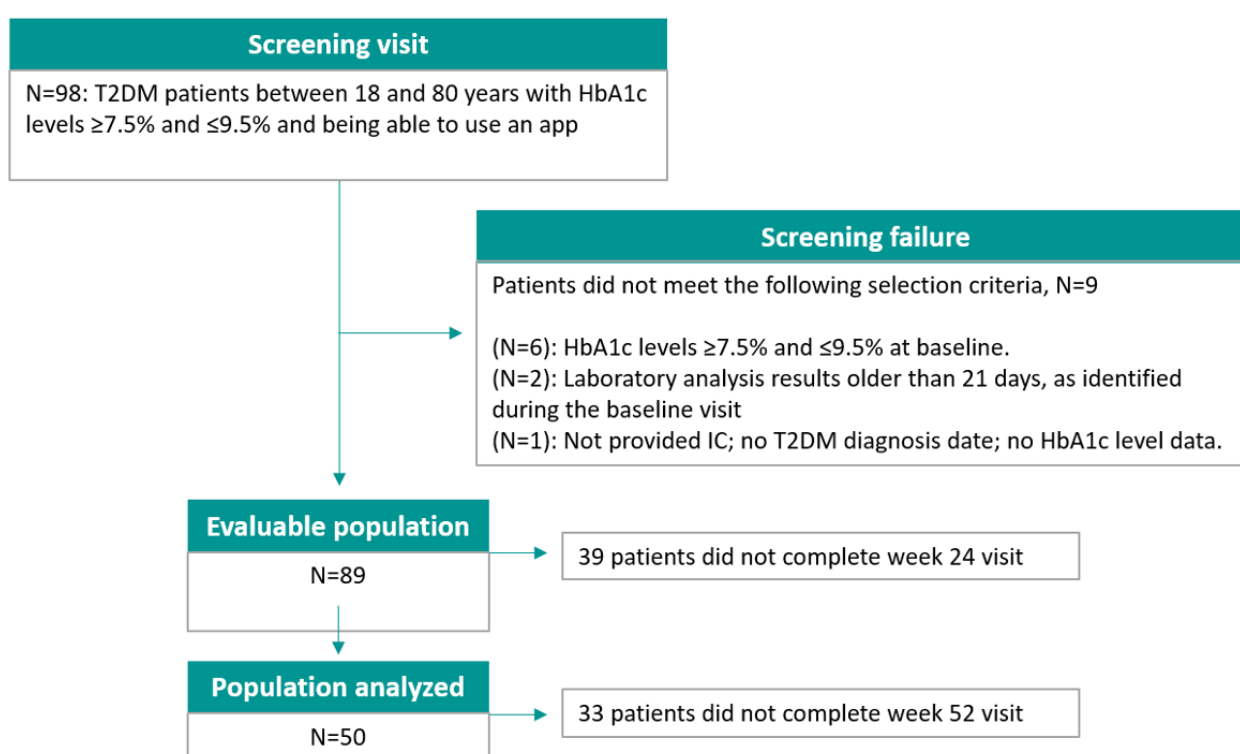 Screening visit
N=98: T2DM patients between 18 and 80 years with HbA1c
levels ≥7.5% and ≤9.5% and being able to use an app
Screening failure
Patients did not meet the following selection criteria, N=9
(N=6): HbA1c levels ≥7.5% and ≤9.5% at baseline.
(N=2): Laboratory analysis results older than 21 days, as identified
during the baseline visit
(N=1): Not provided IC; no T2DM diagnosis date; no HbA1c level data.
Evaluable population
N=89
39 patients did not complete week 24 visit
Population analyzed
N=50
33 patients did not complete week 52 visit